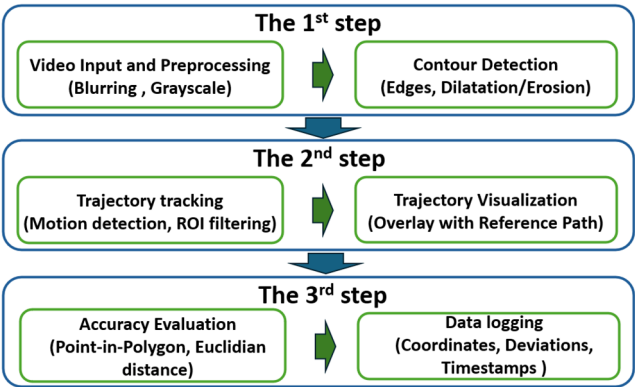 The 1st step
Video Input and Preprocessing
(Blurring , Grayscale)
Contour Detection
(Edges, Dilatation/Erosion)
The 2nd step
Trajectory tracking
(Motion detection, ROI filtering)
Trajectory Visualization
(Overlay with Reference Path)
The 3rd step
Accuracy Evaluation
(Point-in-Polygon, Euclidian
distance)
Data logging
(Coordinates, Deviations,
Timestamps )